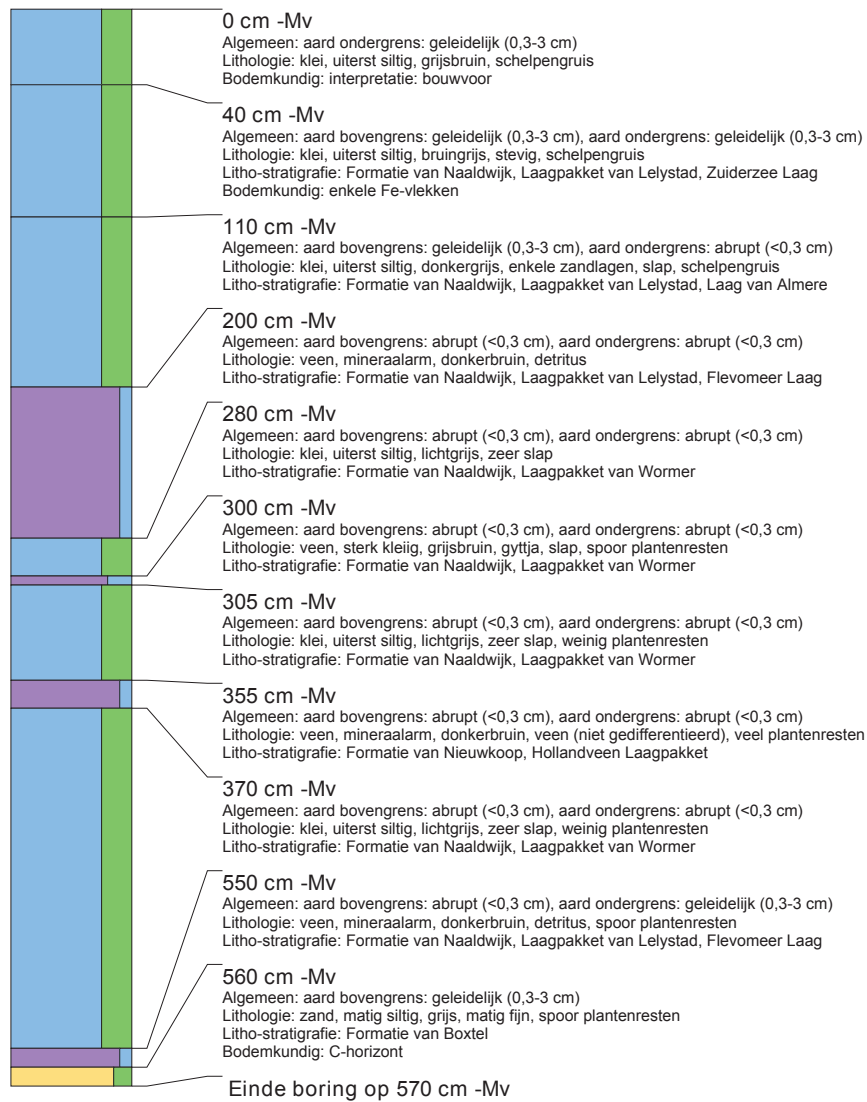 0 cm -Mv
Algemeen: aard ondergrens: geleidelijk (0,3-3 cm)
Lithologie: klei, uiterst siltig, grijsbruin, schelpengruis
Bodemkundig: interpretatie: bouwvoor
40 cm -Mv
Algemeen: aard bovengrens: geleidelijk (0,3-3 cm), aard ondergrens: geleidelijk (0,3-3 cm)
Lithologie: klei, uiterst siltig, bruingrijs, stevig, schelpengruis
Litho-stratigrafie: Formatie van Naaldwijk, Laagpakket van Lelystad, Zuiderzee Laag
Bodemkundig: enkele Fe-vlekken
110 cm -Mv
Algemeen: aard bovengrens: geleidelijk (0,3-3 cm), aard ondergrens: abrupt (<0,3 cm)
Lithologie: klei, uiterst siltig, donkergrijs, enkele zandlagen, slap, schelpengruis
Litho-stratigrafie: Formatie van Naaldwijk, Laagpakket van Lelystad, Laag van Almere
200 cm -Mv
Algemeen: aard bovengrens: abrupt (<0,3 cm), aard ondergrens: abrupt (<0,3 cm)
Lithologie: veen, mineraalarm, donkerbruin, detritus
Litho-stratigrafie: Formatie van Naaldwijk, Laagpakket van Lelystad, Flevomeer Laag
280 cm -Mv
Algemeen: aard bovengrens: abrupt (<0,3 cm), aard ondergrens: abrupt (<0,3 cm)
Lithologie: klei, uiterst siltig, lichtgrijs, zeer slap
Litho-stratigrafie: Formatie van Naaldwijk, Laagpakket van Wormer
300 cm -Mv
Algemeen: aard bovengrens: abrupt (<0,3 cm), aard ondergrens: abrupt (<0,3 cm)
Lithologie: veen, sterk kleiig, grijsbruin, gyttja, slap, spoor plantenresten
Litho-stratigrafie: Formatie van Naaldwijk, Laagpakket van Wormer
305 cm -Mv
Algemeen: aard bovengrens: abrupt (<0,3 cm), aard ondergrens: abrupt (<0,3 cm)
Lithologie: klei, uiterst siltig, lichtgrijs, zeer slap, weinig plantenresten
Litho-stratigrafie: Formatie van Naaldwijk, Laagpakket van Wormer
355 cm -Mv
Algemeen: aard bovengrens: abrupt (<0,3 cm), aard ondergrens: abrupt (<0,3 cm)
Lithologie: veen, mineraalarm, donkerbruin, veen (niet gedifferentieerd), veel plantenresten
Litho-stratigrafie: Formatie van Nieuwkoop, Hollandveen Laagpakket
370 cm -Mv
Algemeen: aard bovengrens: abrupt (<0,3 cm), aard ondergrens: abrupt (<0,3 cm)
Lithologie: klei, uiterst siltig, lichtgrijs, zeer slap, weinig plantenresten
Litho-stratigrafie: Formatie van Naaldwijk, Laagpakket van Wormer
550 cm -Mv
Algemeen: aard bovengrens: abrupt (<0,3 cm), aard ondergrens: geleidelijk (0,3-3 cm)
Lithologie: veen, mineraalarm, donkerbruin, detritus, spoor plantenresten
Litho-stratigrafie: Formatie van Naaldwijk, Laagpakket van Lelystad, Flevomeer Laag
560 cm -Mv
Algemeen: aard bovengrens: geleidelijk (0,3-3 cm)
Lithologie: zand, matig siltig, grijs, matig fijn, spoor plantenresten
Litho-stratigrafie: Formatie van Boxtel
Bodemkundig: C-horizont
Einde boring op 570 cm -Mv